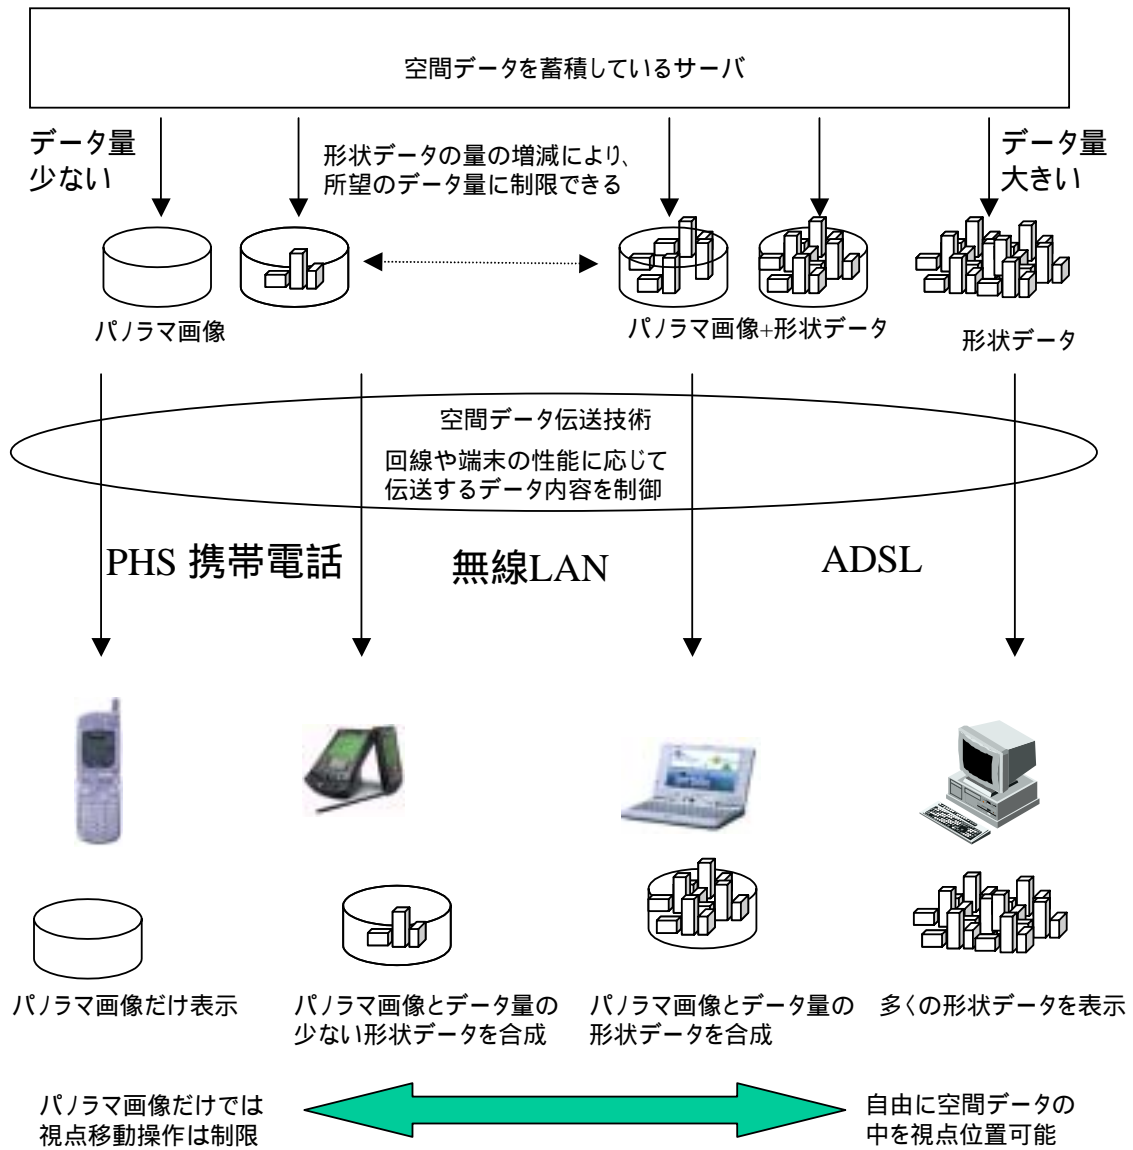 空間データを蓄積しているサーバ
データ量
少ない
形状データの量の増減により、
所望のデータ量に制限できる
データ量
大きい
パノラマ画像
パノラマ画像+形状データ
形状データ
空間データ伝送技術
回線や端末の性能に応じて
伝送するデータ内容を制御
PHS 携帯電話
無線LAN
ADSL
パノラマ画像だけ表示
パノラマ画像とデータ量の
少ない形状データを合成
パノラマ画像とデータ量の
形状データを合成
多くの形状データを表示
パノラマ画像だけでは
視点移動操作は制限
自由に空間データの
中を視点位置可能